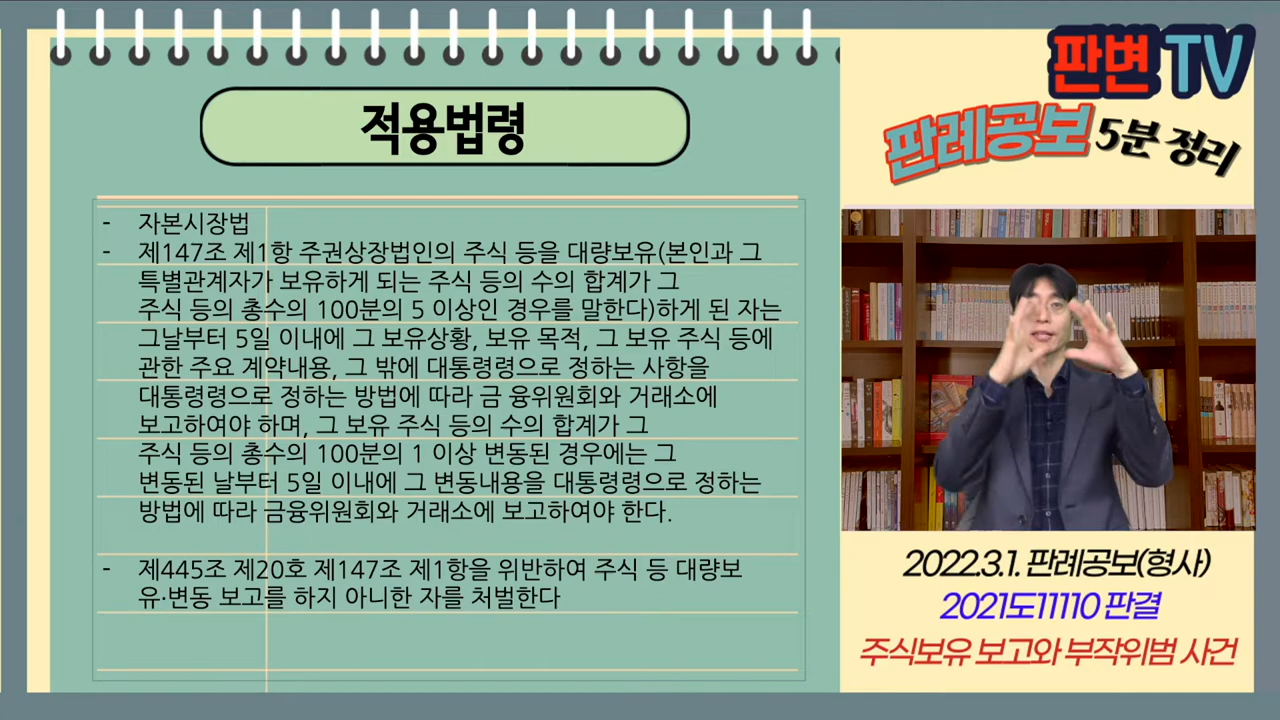 적용법령
- 자본시장법
- 제147조 제1항 주권상장법인의 주식 등을 대량보유(본인과 그
특별관계자가 보유하게 되는 주식 등의 수의 합계가 그
주식 등의 총수의 100분의 5 이상인 경우를 말한다)하게 된 자는
그날부터 5일 이내에 그 보유상황, 보유 목적, 그 보유 주식 등에
관한 주요 계약내용, 그 밖에 대통령령으로 정하는 사항을
대통령령으로 정하는 방법에 따라 금 융위원회와 거래소에
보고하여야 하며, 그 보유 주식 등의 수의 합계가 그
주식 등의 총수의 100분의 1 이상 변동된 경우에는 그
변동된 날부터 5일 이내에 그 변동내용을 대통령령으로 정하는
방법에 따라 금융위원회와 거래소에 보고하여야 한다.
- 제445조 제20호 제147조 제1항을 위반하여 주식 등 대량보
유·변동 보고를 하지 아니한 자를 처벌한다
판변 TV
판례공보 5분 정리
2022.3.1. 판례공보(형사)
2021도11110 판결
주식보유 보고와 부작위범 사건